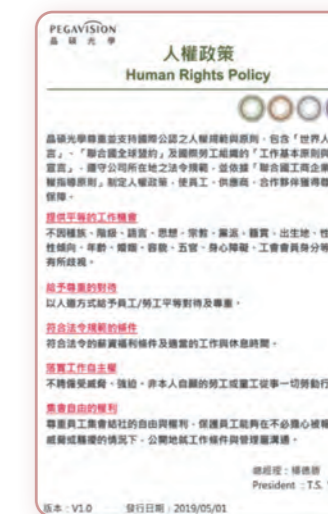 PEGAVISION
晶碩光學
人權政策
Human Rights Policy
晶碩光學尊重並支持國際公認之人權規範與原則，包含「世界人
言」、「聯合國全球盟約」及國際勞工組織的「工作基本原則與
宣言」，遵守公司所在地之法令規範，並依據「聯合國工商企業
權指導原則」制定人權政策，使員工、供應商、合作夥伴獲得
保障。
提供平等的工作機會
不因種族、階級、語言、思想、宗教、黨派、籍貫、出生地、性
性傾向、年齡、婚姻、容貌、五官、身心障礙、工會會員身分等
有所歧視。
給予尊重的對待
以人道方式給予員工/勞工平等對待及尊重。
符合法令規範的條件
符合法令的薪資福利條件及適當的工作與休息時間。
落實工作自主權
不聘僱受威脅、強迫、非本人自願的勞工或童工從事一切勞動行
集會自由的權利
尊重員工集會結社的自由與權利，保護員工能夠在不必擔心被報
威脅或騷擾的情況下，公開地就工作條件與管理層溝通。
總經理：楊德勝
President : T.S.
版本：V1.0 發行日期：2019/05/01